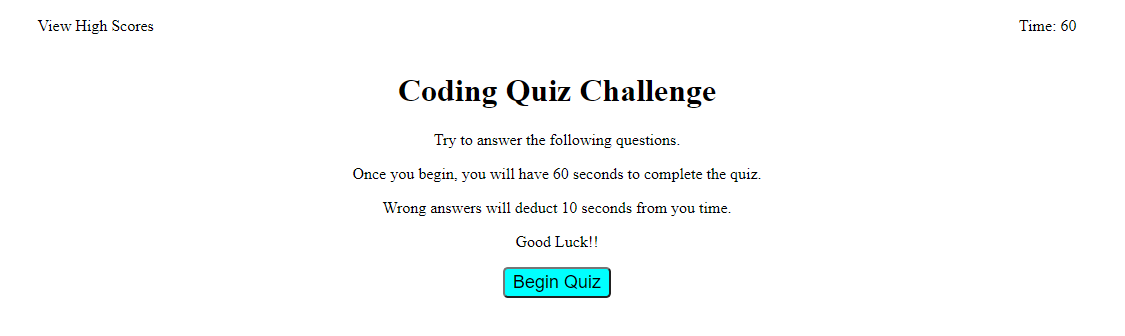 View High Scores
Time: 60
Coding Quiz Challenge
Try to answer the following questions.
Once you begin, you will have 60 seconds to complete the quiz.
Wrong answers will deduct 10 seconds from you time.
Good Luck!!
Begin Quiz